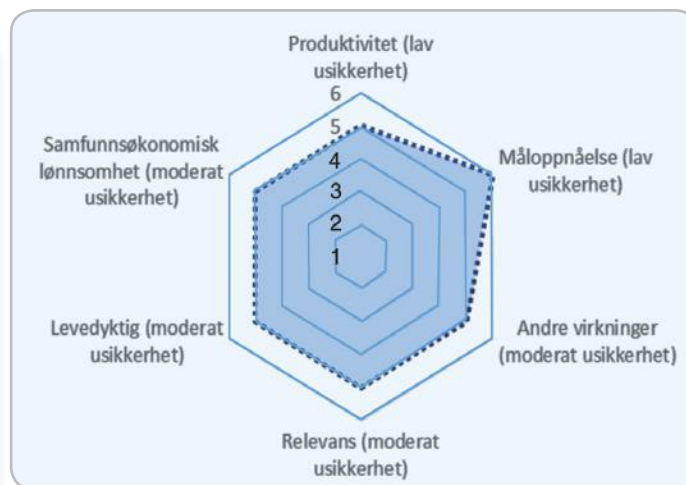 Produktivitet (lav
usikkerhet)
6
5
4
3
2
1
Samfunnsøkonomisk
lønnsomhet (moderat
usikkerhet)
Måloppnåelse (lav
usikkerhet)
Levedyktig (moderat
usikkerhet)
Andre virkninger
(moderat usikkerhet)
Relevans (moderat
usikkerhet)